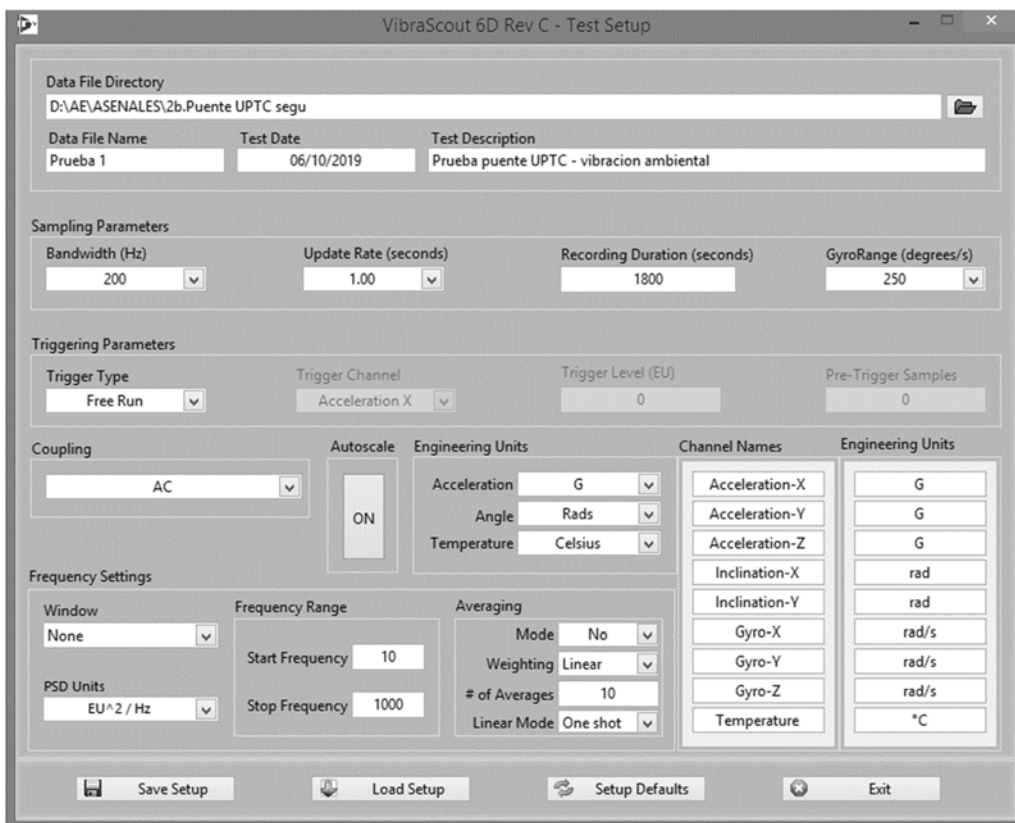 VibraScout 6D Rev C - Test Setup
Data File Directory
D:\AE\ASENALES\2b.Puente UPTC segu
Data File Name
Test Date
Test Description
Prueba 1
06/10/2019
Prueba puente UPTC - vibracion ambiental
Sampling Parameters
Bandwidth (Hz)
Update Rate (seconds)
Recording Duration (seconds)
GyroRange (degrees/s)
200
1.00
1800
250
Triggering Parameters
Trigger Type
Trigger Channel
Trigger Level (EU)
Pre-Trigger Samples
Free Run
Acceleration X
0
0
Coupling
AC
Autoscale
ON
Engineering Units
Acceleration
G
Angle
Rads
Temperature
Celsius
Channel Names
Engineering Units
Acceleration-X
G
Acceleration-Y
G
Acceleration-Z
G
Inclination-X
rad
Inclination-Y
rad
Gyro-X
rad/s
Gyro-Y
rad/s
Gyro-Z
rad/s
Temperature
°C
Frequency Settings
Window
None
PSD Units
EU^2 / Hz
Frequency Range
Start Frequency
10
Stop Frequency
1000
Averaging
Mode
No
Weighting
Linear
# of Averages
10
Linear Mode
One shot
Save Setup
Load Setup
Setup Defaults
Exit